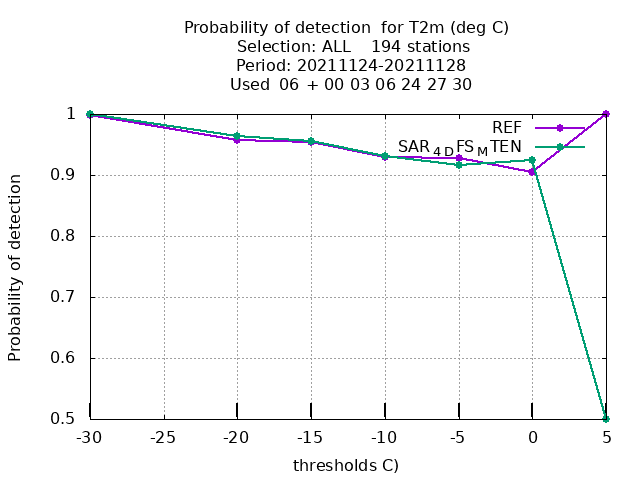 Probability of detection  for T2m (deg C)
Selection: ALL    194 stations
Period: 20211124-20211128
Used  06  + 00 03 06 24 27 30
REF
SAR4DFSMTEN
1
0.9
0.8
0.7
0.6
0.5
Probability of detection
-30 -25 -20 -15 -10 -5 0 5
thresholds C)